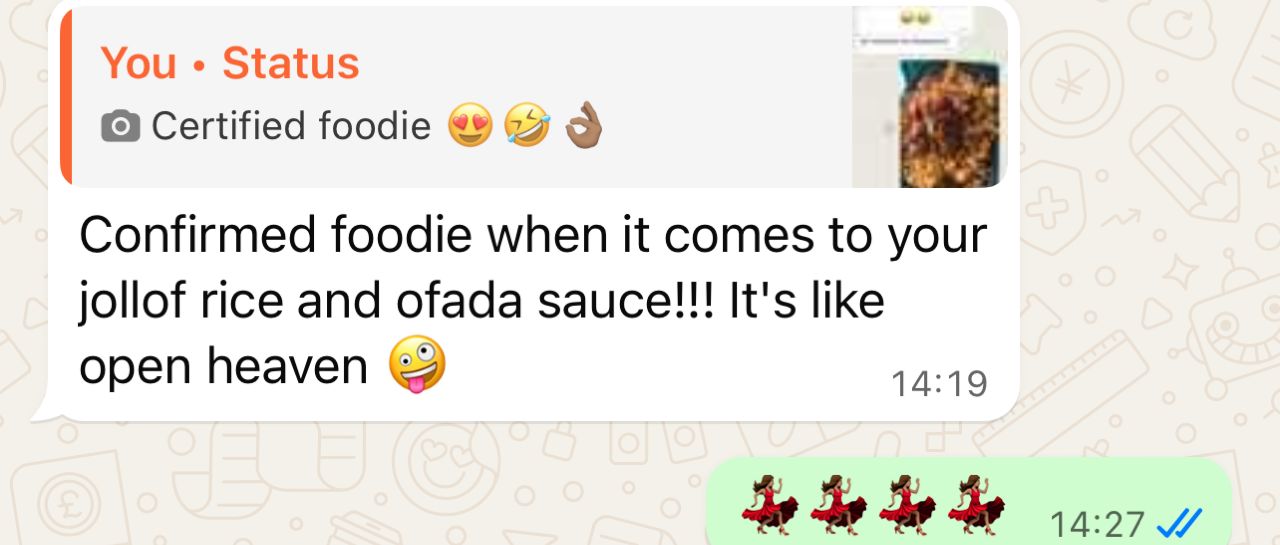 You • Status
Certified foodie 😍🤣👌🏾
Confirmed foodie when it comes to your
jollof rice and ofada sauce!!! It's like
open heaven 🤪
14:19
💃🏾💃🏾💃🏾💃🏾
14:27